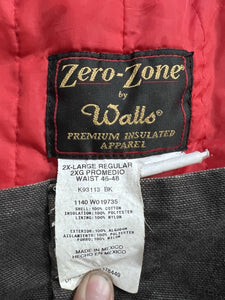 Zero-Zone®
by
Walls®
PREMIUM INSULATED
APPAREL
2X-LARGE REGULAR
2XG PROMEDIO
WAIST 46-48
K93113 BK
1140 W019735
SHELL:100% COTTON
INSULATION:100% POLYESTER
LINING:100% NYLON
EXTERIOR:100% ALGODON
AISLAMIENTO:100% POLIESTER
FORRO:100% NYLON
MADE IN MEXICO
HECHO EN MEXICO